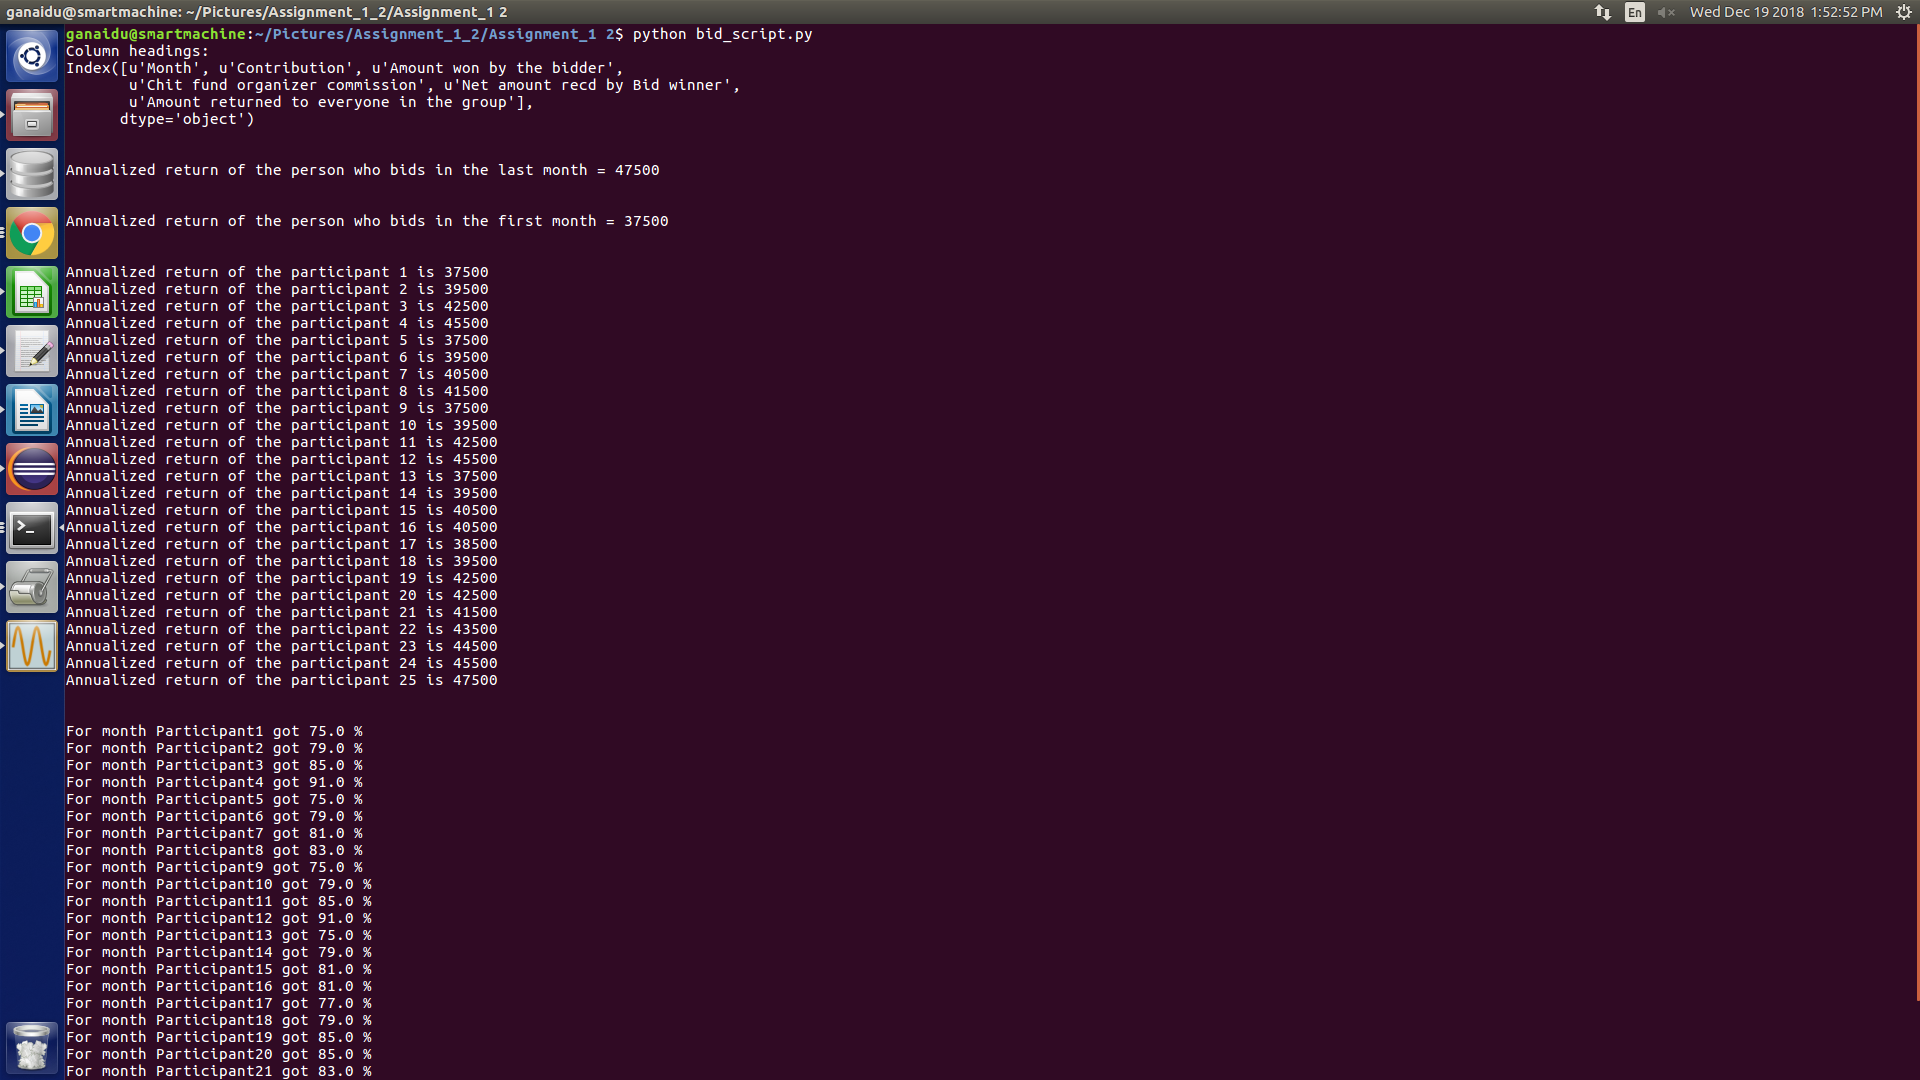 ganaidu@smartmachine: ~/Pictures/Assignment_1_2/Assignment_1 2
En
Wed Dec 19 2018 1:52:52 PM
ganaidu@smartmachine:~/Pictures/Assignment_1_2/Assignment_1 2$ python bid_script.py
Column headings:
Index([u'Month', u'Contribution', u'Amount won by the bidder',
u'Chit fund organizer commission', u'Net amount recd by Bid winner',
u'Amount returned to everyone in the group'],
dtype='object')
Annualized return of the person who bids in the last month = 47500
Annualized return of the person who bids in the first month = 37500
Annualized return of the participant 1 is 37500
Annualized return of the participant 2 is 39500
Annualized return of the participant 3 is 42500
Annualized return of the participant 4 is 45500
Annualized return of the participant 5 is 37500
Annualized return of the participant 6 is 39500
Annualized return of the participant 7 is 40500
Annualized return of the participant 8 is 41500
Annualized return of the participant 9 is 37500
Annualized return of the participant 10 is 39500
Annualized return of the participant 11 is 42500
Annualized return of the participant 12 is 45500
Annualized return of the participant 13 is 37500
Annualized return of the participant 14 is 39500
Annualized return of the participant 15 is 40500
Annualized return of the participant 16 is 40500
Annualized return of the participant 17 is 38500
Annualized return of the participant 18 is 39500
Annualized return of the participant 19 is 42500
Annualized return of the participant 20 is 42500
Annualized return of the participant 21 is 41500
Annualized return of the participant 22 is 43500
Annualized return of the participant 23 is 44500
Annualized return of the participant 24 is 45500
Annualized return of the participant 25 is 47500
For month Participant1 got 75.0 %
For month Participant2 got 79.0 %
For month Participant3 got 85.0 %
For month Participant4 got 91.0 %
For month Participant5 got 75.0 %
For month Participant6 got 79.0 %
For month Participant7 got 81.0 %
For month Participant8 got 83.0 %
For month Participant9 got 75.0 %
For month Participant10 got 79.0 %
For month Participant11 got 85.0 %
For month Participant12 got 91.0 %
For month Participant13 got 75.0 %
For month Participant14 got 79.0 %
For month Participant15 got 81.0 %
For month Participant16 got 81.0 %
For month Participant17 got 77.0 %
For month Participant18 got 79.0 %
For month Participant19 got 85.0 %
For month Participant20 got 85.0 %
For month Participant21 got 83.0 %